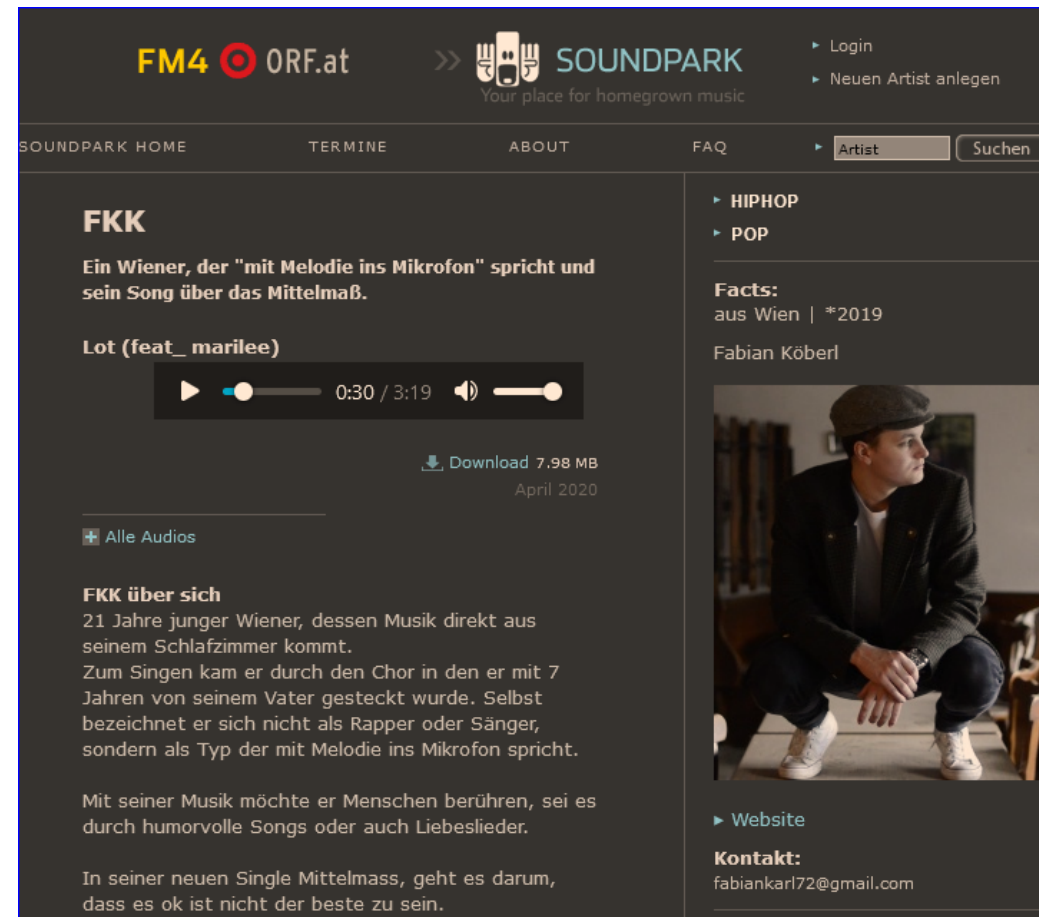 FM4 ORF.at
SOUNDPARK
Your place for homegrown music
Login
Neuen Artist anlegen
SOUNDPARK HOME TERMINE ABOUT FAQ Artist Suchen
FKK
Ein Wiener, der "mit Melodie ins Mikrofon" spricht und
sein Song über das Mittelmaß.
Lot (feat_ marilee)
0:30 / 3:19
Download 7.98 MB
April 2020
Alle Audios
FKK über sich
21 Jahre junger Wiener, dessen Musik direkt aus
seinem Schlafzimmer kommt.
Zum Singen kam er durch den Chor in den er mit 7
Jahren von seinem Vater gesteckt wurde. Selbst
bezeichnet er sich nicht als Rapper oder Sänger,
sondern als Typ der mit Melodie ins Mikrofon spricht.
Mit seiner Musik möchte er Menschen berühren, sei es
durch humorvolle Songs oder auch Liebeslieder.
In seiner neuen Single Mittelmass, geht es darum,
dass es ok ist nicht der beste zu sein.
HIPHOP
POP
Facts:
aus Wien | *2019
Fabian Köberl
Website
Kontakt:
fabiankarl72@gmail.com